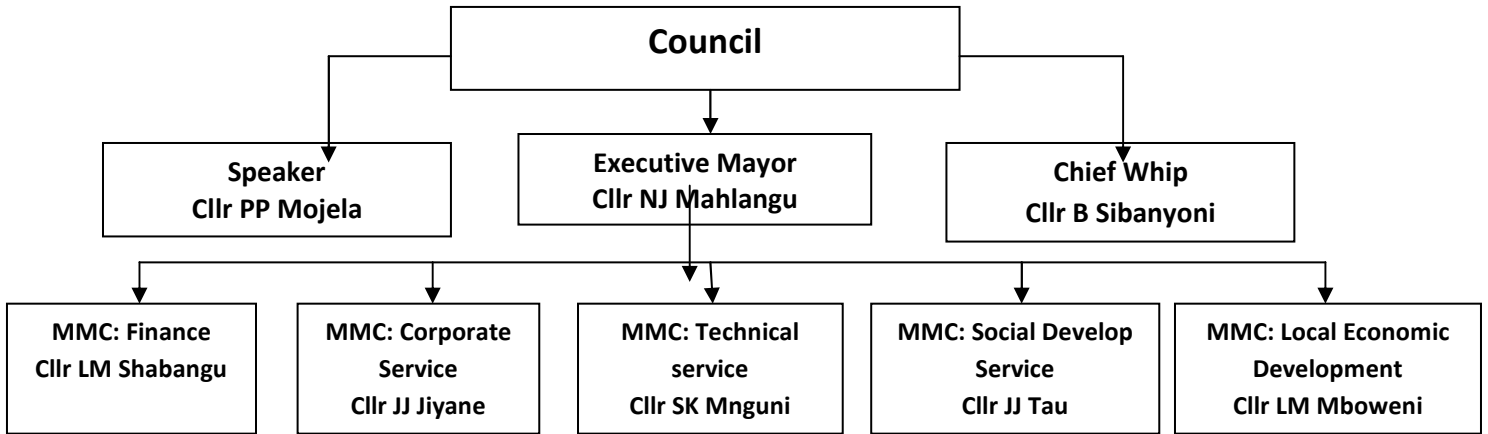 Council
Speaker
Cllr PP Mojela
Executive Mayor
Cllr NJ Mahlangu
Chief Whip
Cllr B Sibanyoni
MMC: Finance
Cllr LM Shabangu
MMC: Corporate
Service
Cllr JJ Jiyane
MMC: Technical
service
Cllr SK Mnguni
MMC: Social Develop
Service
Cllr JJ Tau
MMC: Local Economic
Development
Cllr LM Mboweni